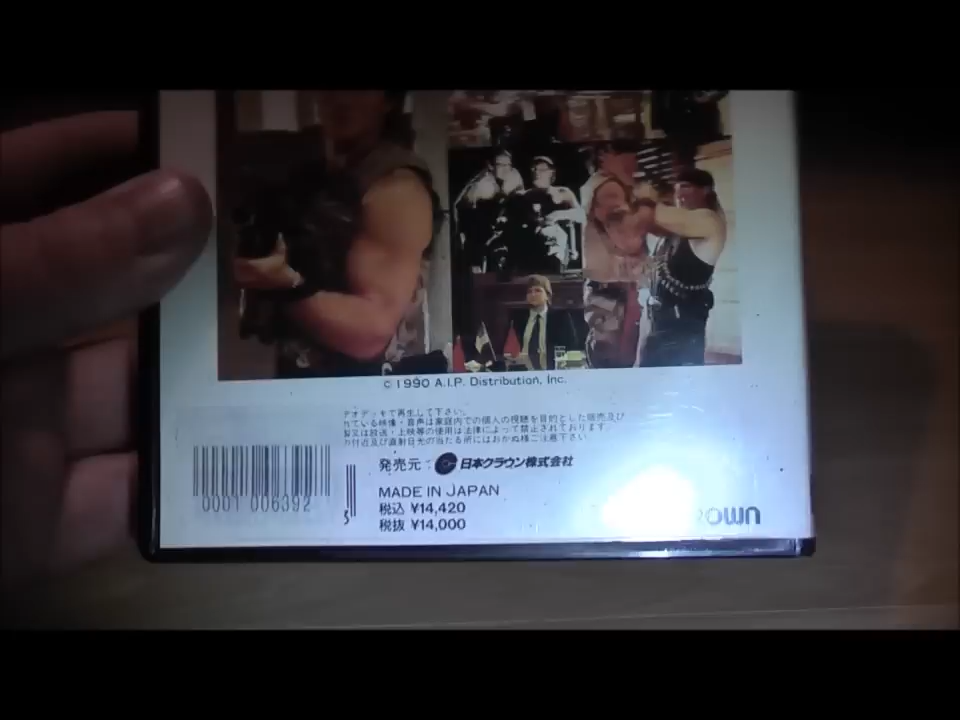 © 1990 A.I.P. Distribution, Inc.
デオデッキで再生して下さい。
れている映像・音声は家庭内での個人の視聴を目的とした販売及び
製又は放送・上映等の使用は法律によって禁止されております。
の付近及び直射日光の当たる所にはおかぬ様ご注意下さい
0001 006392
発売元: 日本クラウン株式会社
MADE IN JAPAN
税込 ¥14,420
税抜 ¥14,000